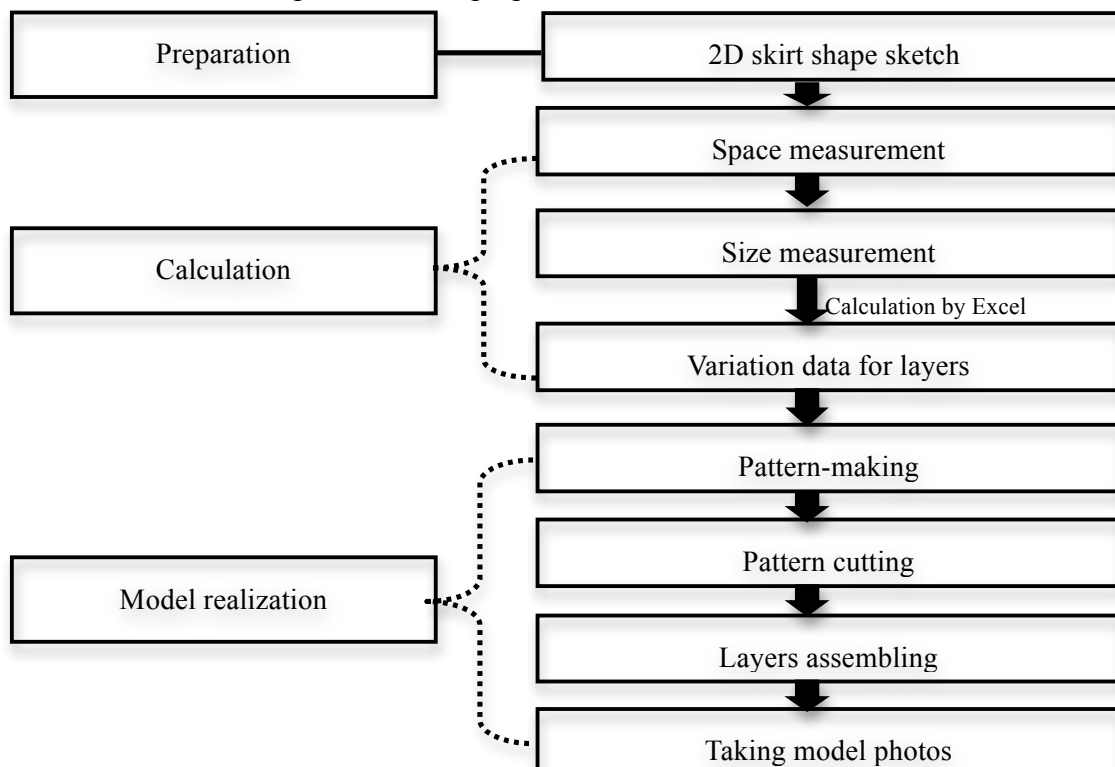 Preparation
2D skirt shape sketch
Space measurement
Calculation
Size measurement
Calculation by Excel
Variation data for layers
Pattern-making
Model realization
Pattern cutting
Layers assembling
Taking model photos